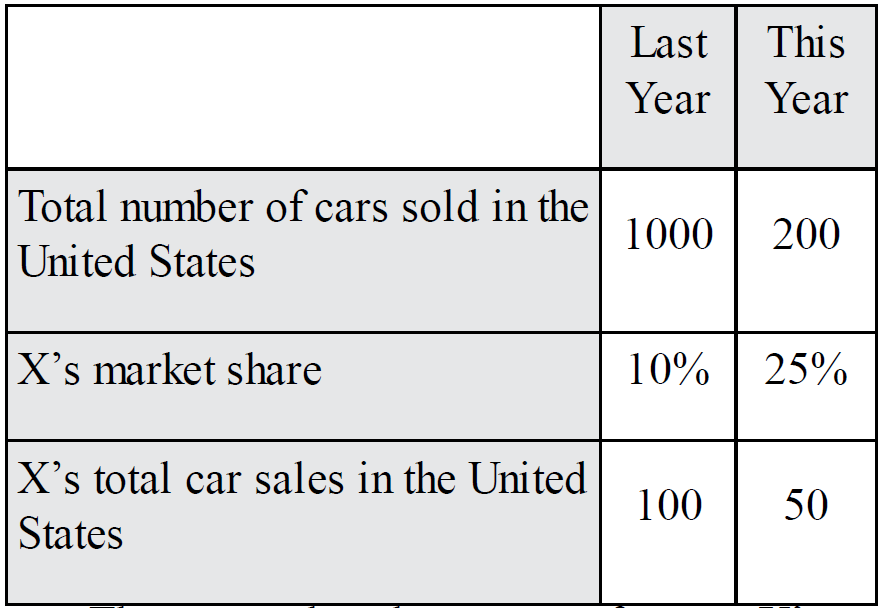 Last This
Year Year
Total number of cars sold in the
United States
1000 200
X’s market share 10% 25%
X’s total car sales in the United
States
100 50